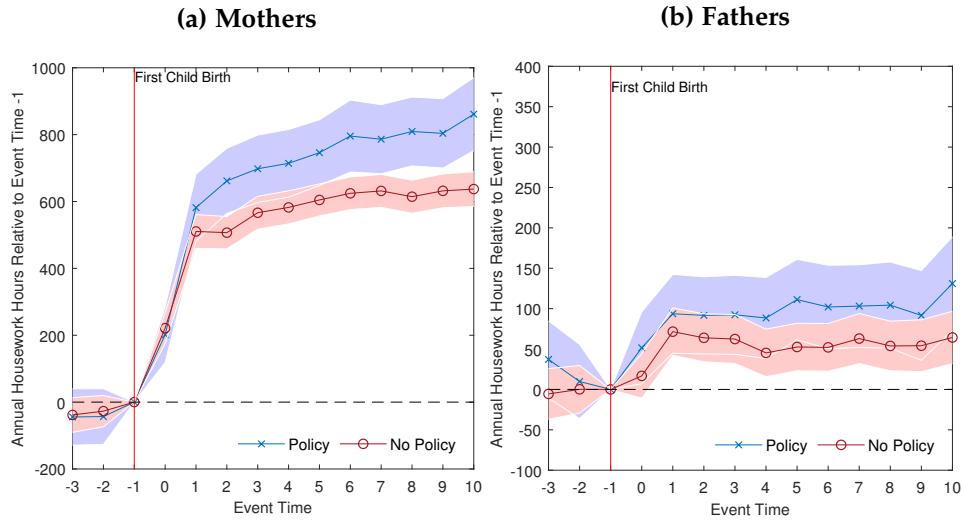 (a) Mothers
Annual Housework Hours Relative to Event Time -1
1000
800
600
400
200
0
-200
First Child Birth
Policy No Policy
-3 -2 -1 0 1 2 3 4 5 6 7 8 9 10
Event Time
(b) Fathers
Annual Housework Hours Relative to Event Time -1
400
350
300
250
200
150
100
50
0
-50
-100
First Child Birth
Policy No Policy
-3 -2 -1 0 1 2 3 4 5 6 7 8 9 10
Event Time